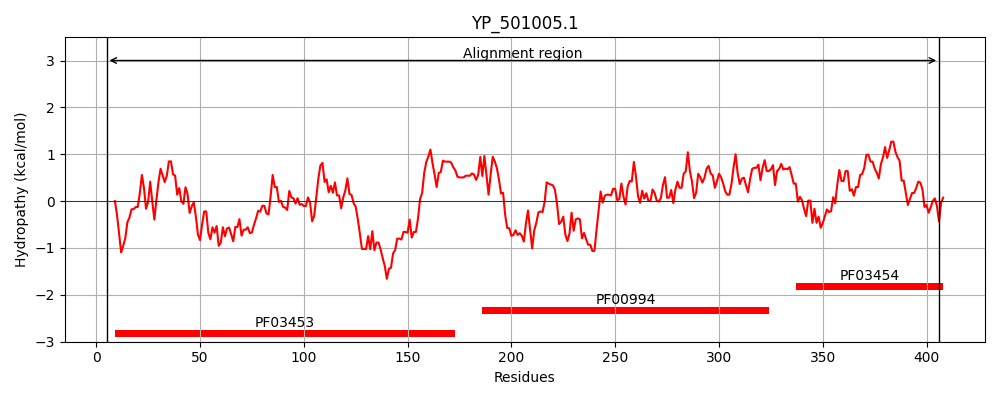 YP_501005.1
Alignment region
Hydropathy (kcal/mol)
3
2
1
0
−1
−2
−3
PF03454
PF00994
PF03453
0 50 100 150 200 250 300 350 400
Residues